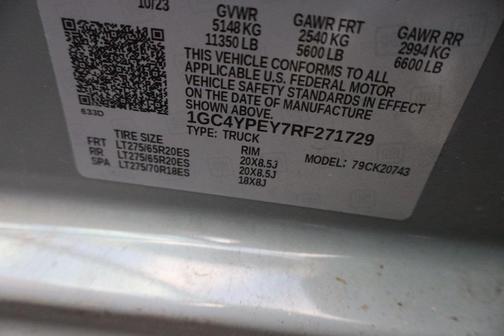 10/23 GVWR GAWR FRT GAWR RR
5148 KG 2540 KG 2994 KG
11350 LB 5600 LB 6600 LB
THIS VEHICLE CONFORMS TO ALL
APPLICABLE U.S. FEDERAL MOTOR
VEHICLE SAFETY STANDARDS IN EFFECT
ON THE DATE OF MANUFACTURE
SHOWN ABOVE.
633D
1GC4YPEY7RF271729
TYPE: TRUCK
TIRE SIZE RIM MODEL: 79CK20743
FRT LT275/65R20ES 20X8.5J
RR LT275/65R20ES 20X8.5J
SPA LT275/70R18ES 18X8J